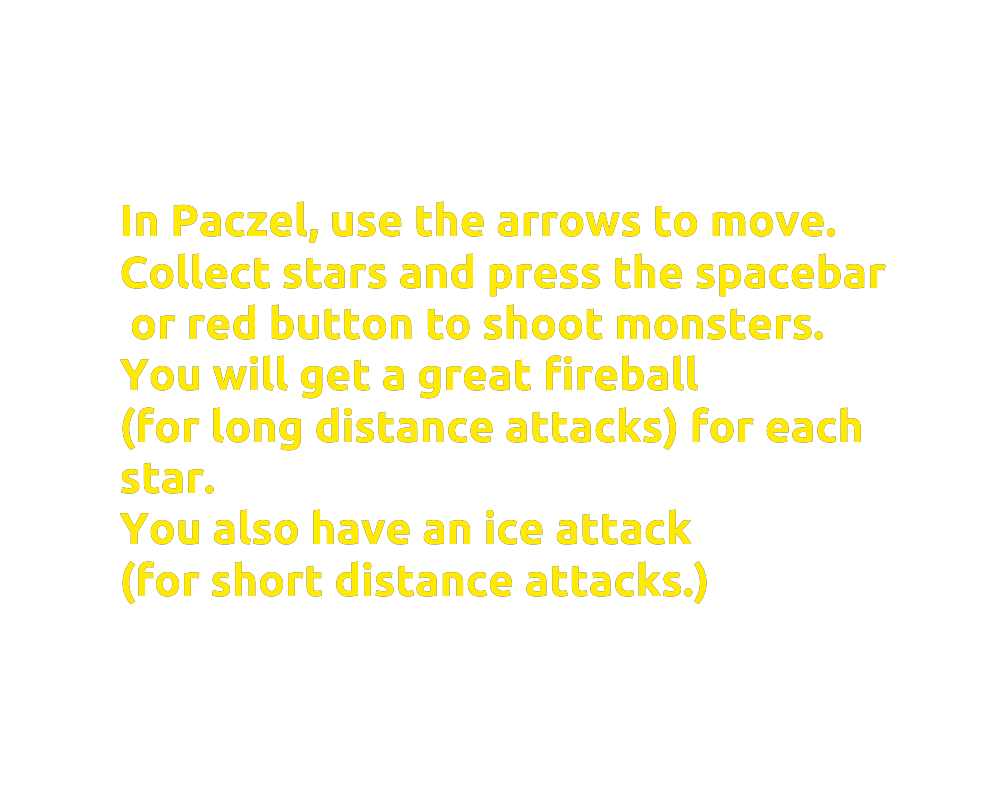 In Paczel, use the arrows to move.
Collect stars and press the spacebar
or red button to shoot monsters.
You will get a great fireball
(for long distance attacks) for each
star.
You also have an ice attack
(for short distance attacks.)